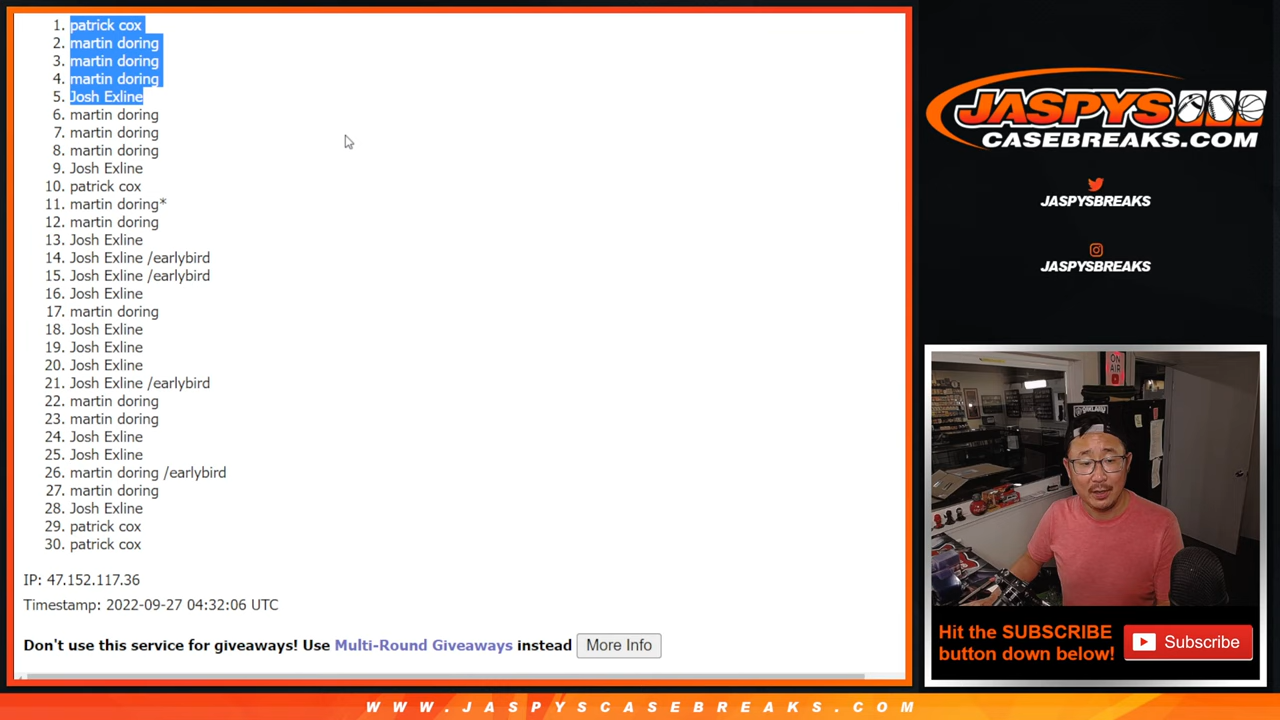 1. patrick cox
2. martin doring
3. martin doring
4. martin doring
5. Josh Exline
6. martin doring
7. martin doring
8. martin doring
9. Josh Exline
10. patrick cox
11. martin doring*
12. martin doring
13. Josh Exline
14. Josh Exline /earlybird
15. Josh Exline /earlybird
16. Josh Exline
17. martin doring
18. Josh Exline
19. Josh Exline
20. Josh Exline
21. Josh Exline /earlybird
22. martin doring
23. martin doring
24. Josh Exline
25. Josh Exline
26. martin doring /earlybird
27. martin doring
28. Josh Exline
29. patrick cox
30. patrick cox
IP: 47.152.117.36
Timestamp: 2022-09-27 04:32:06 UTC
Don't use this service for giveaways! Use Multi-Round Giveaways instead More Info
JASPYS
CASEBREAKS.COM
JASPYSBREAKS
JASPYSBREAKS
ON
AIR
Hit the SUBSCRIBE
button down below!
Subscribe
WWW.JASPYSCASEBREAKS.COM